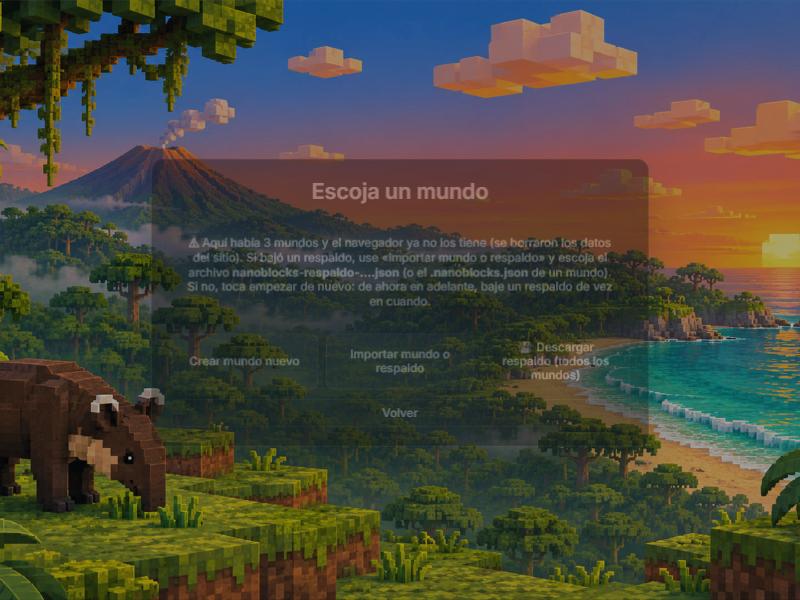 Escoja un mundo
⚠ Aquí había 3 mundos y el navegador ya no los tiene (se borraron los datos
del sitio). Si bajó un respaldo, use «Importar mundo o respaldo» y escoja el
archivo nanoblocks-respaldo-....json (o el .nanoblocks.json de un mundo).
Si no, toca empezar de nuevo: de ahora en adelante, baje un respaldo de vez
en cuando.
Crear mundo nuevo
Importar mundo o
respaldo
Descargar
respaldo (todos los
mundos)
Volver